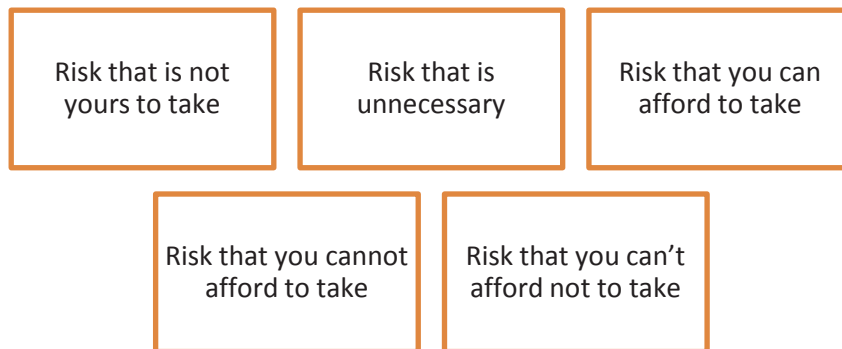 Risk that is not
yours to take
Risk that is
unnecessary
Risk that you can
afford to take
Risk that you cannot
afford to take
Risk that you can’t
afford not to take